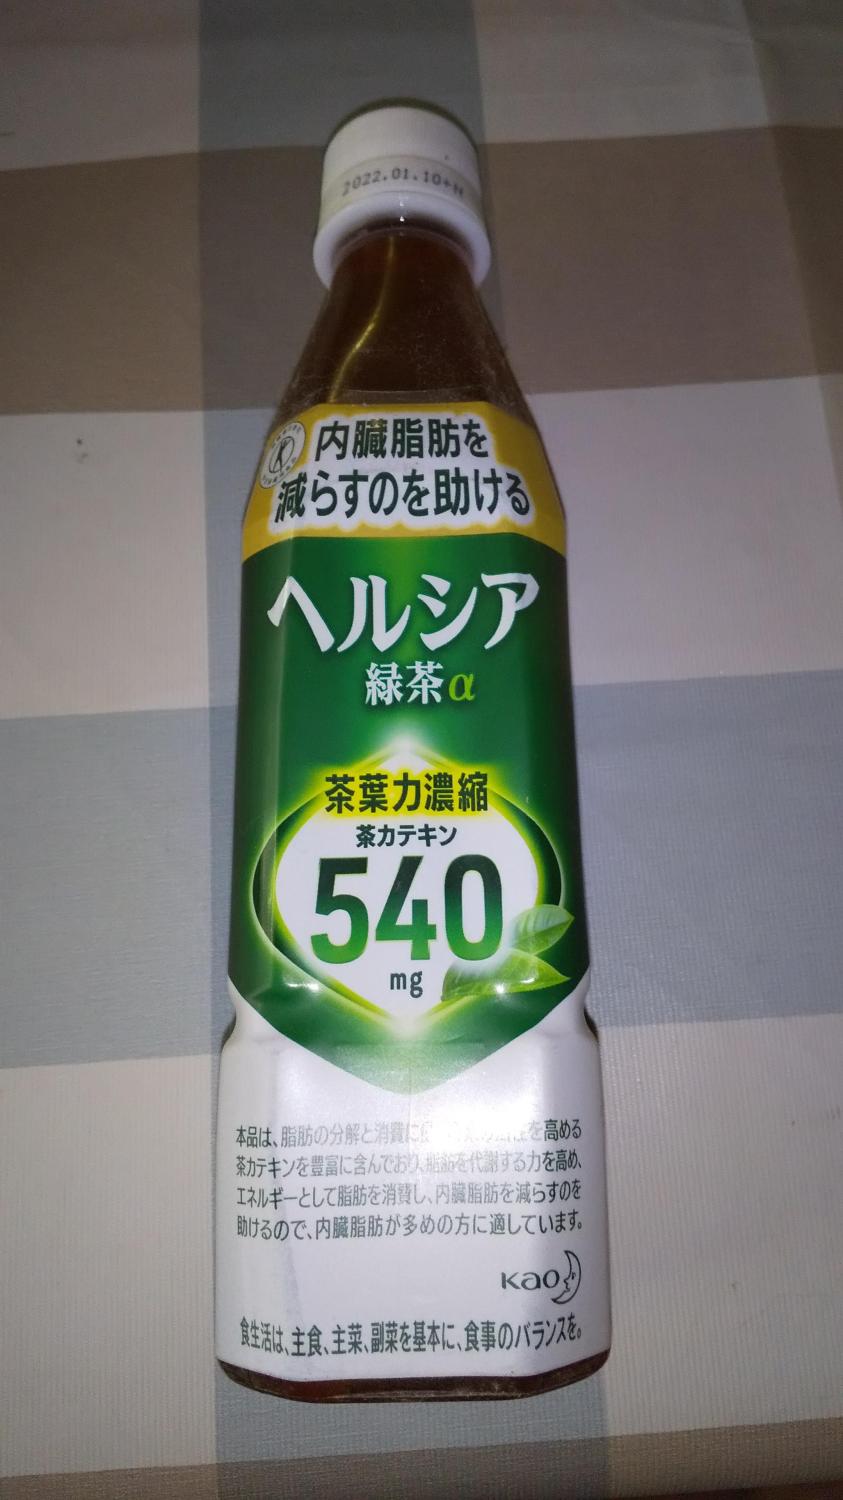 2022.01.10+N
内臓脂肪を
減らすのを助ける
ヘルシア
緑茶α
茶葉力濃縮
茶カテキン
540
mg
本品は、脂肪の分解と消費に を高める
茶カテキンを豊富に含んでおり、脂肪を代謝する力を高め、
エネルギーとして脂肪を消費し、内臓脂肪を減らすのを
助けるので、内臓脂肪が多めの方に適しています。
Kao
食生活は、主食、主菜、副菜を基本に、食事のバランスを。